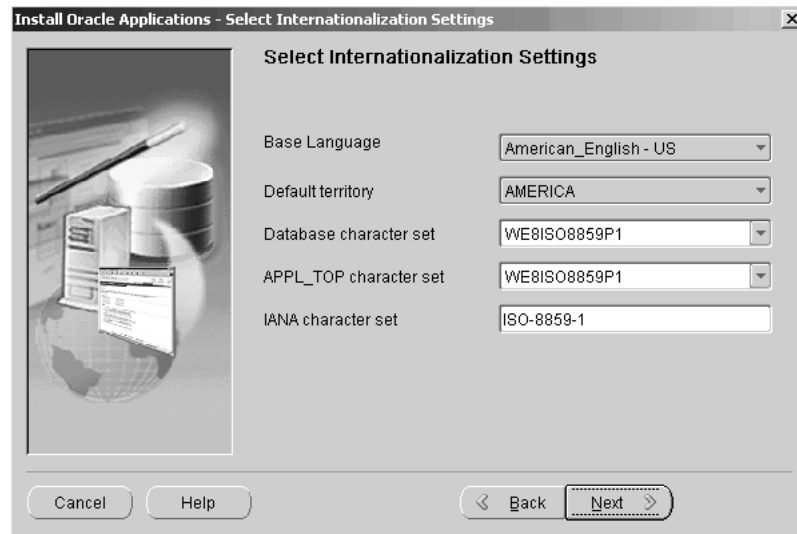 Install Oracle Applications - Select Internationalization Settings
Select Internationalization Settings
Base Language American_English - US
Default territory AMERICA
Database character set WE8ISO8859P1
APPL_TOP character set WE8ISO8859P1
IANA character set ISO-8859-1
Cancel Help Back Next